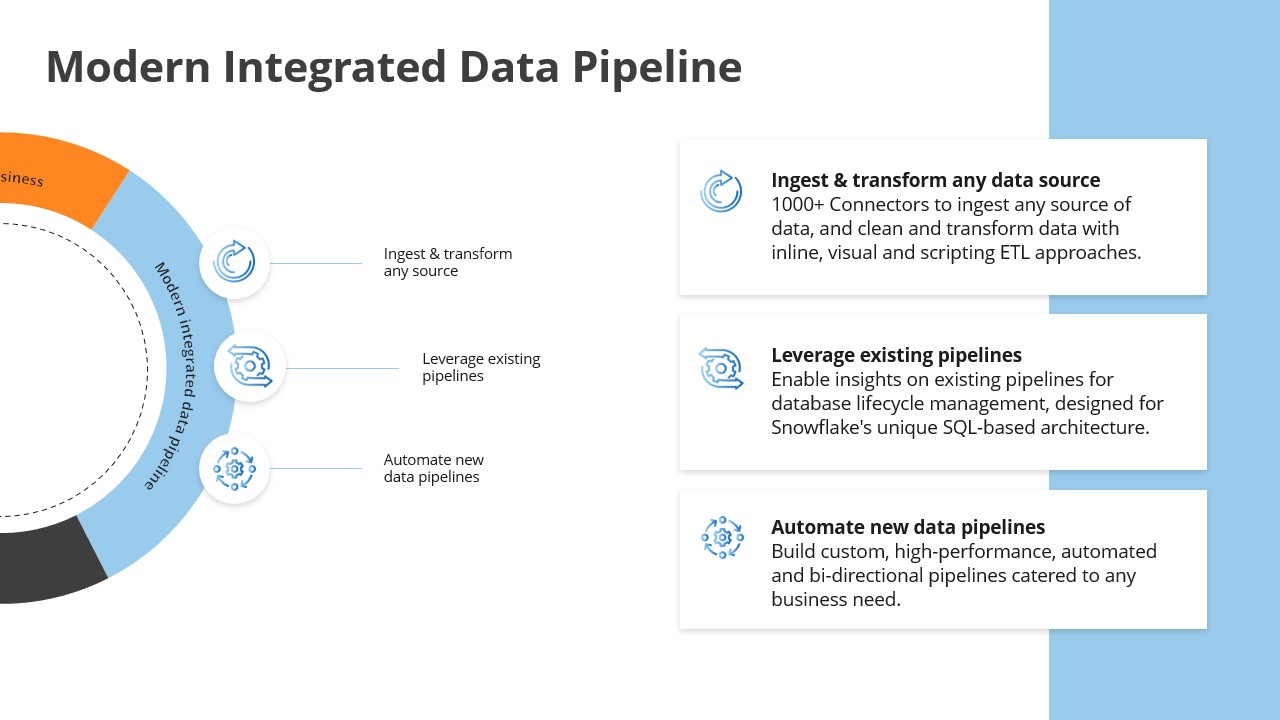 Modern Integrated Data Pipeline
Modern integrated data pipeline
Ingest & transform
any source
Leverage existing
pipelines
Automate new
data pipelines
Ingest & transform any data source
1000+ Connectors to ingest any source of
data, and clean and transform data with
inline, visual and scripting ETL approaches.
Leverage existing pipelines
Enable insights on existing pipelines for
database lifecycle management, designed for
Snowflake's unique SQL-based architecture.
Automate new data pipelines
Build custom, high-performance, automated
and bi-directional pipelines catered to any
business need.